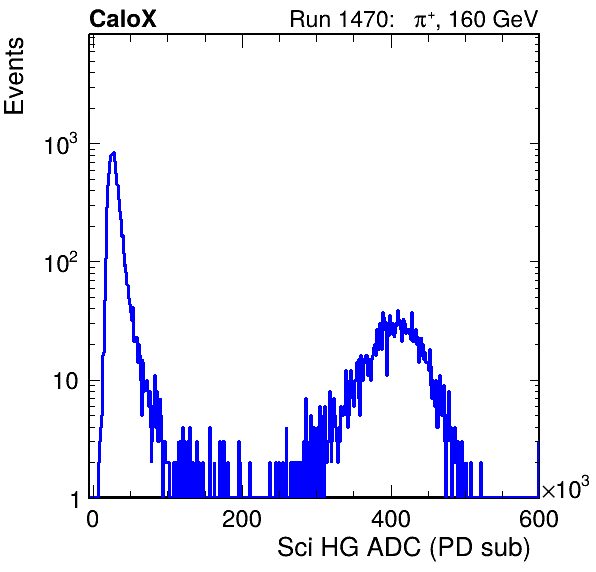 CaloX Run 1470: π⁺, 160 GeV
Events
10³
10²
10
1
0 200 400 600
×10³
Sci HG ADC (PD sub)